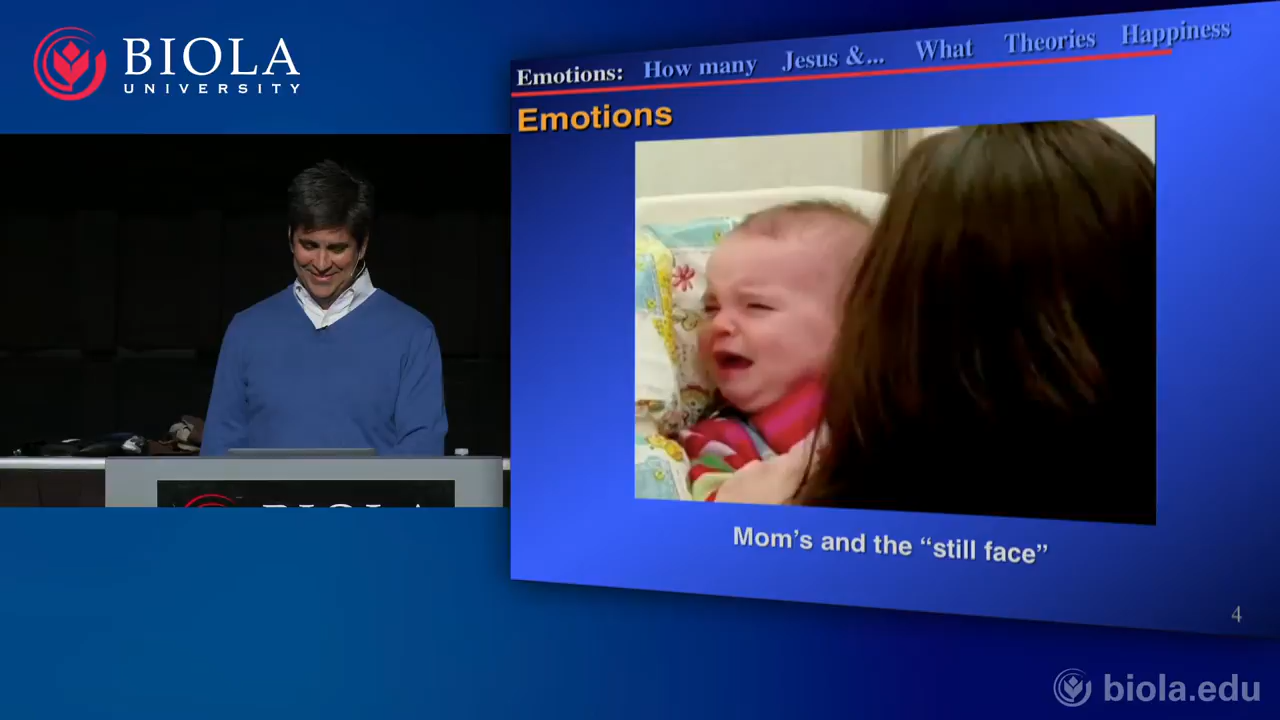 BIOLA
UNIVERSITY
Emotions: How many Jesus &... What Theories Happiness
Emotions
Mom's and the “still face”
4
biola.edu